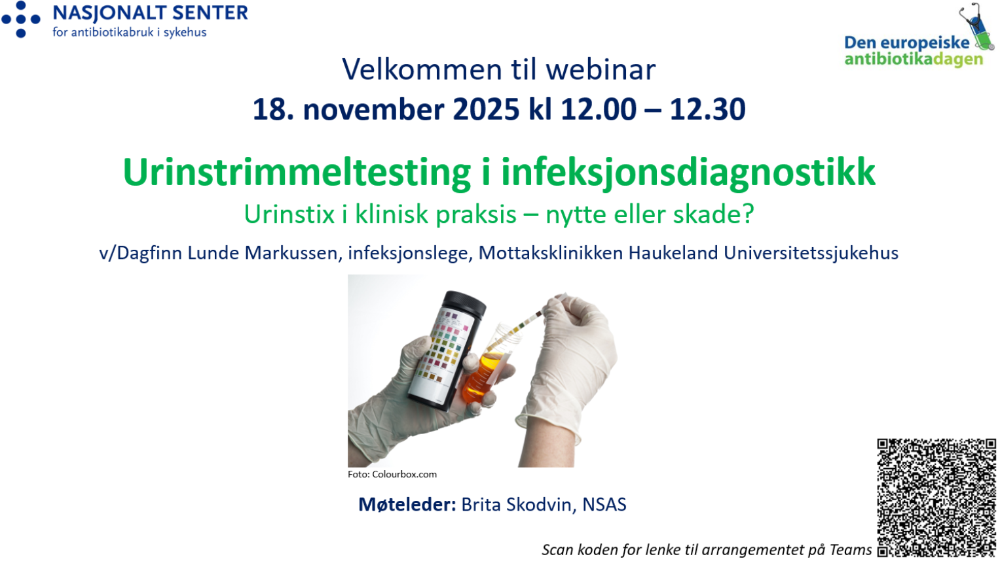 NASJONALT SENTER
for antibiotikabruk i sykehus
Den europeiske
antibiotikadagen
Velkommen til webinar
18. november 2025 kl 12.00 – 12.30
Urinstrimmeltesting i infeksjonsdiagnostikk
Urinstix i klinisk praksis – nytte eller skade?
v/Dagfinn Lunde Markussen, infeksjonslege, Mottaksklinikken Haukeland Universitetssjukehus
Foto: Colourbox.com
Møteleder: Brita Skodvin, NSAS
Scan koden for lenke til arrangementet på Teams